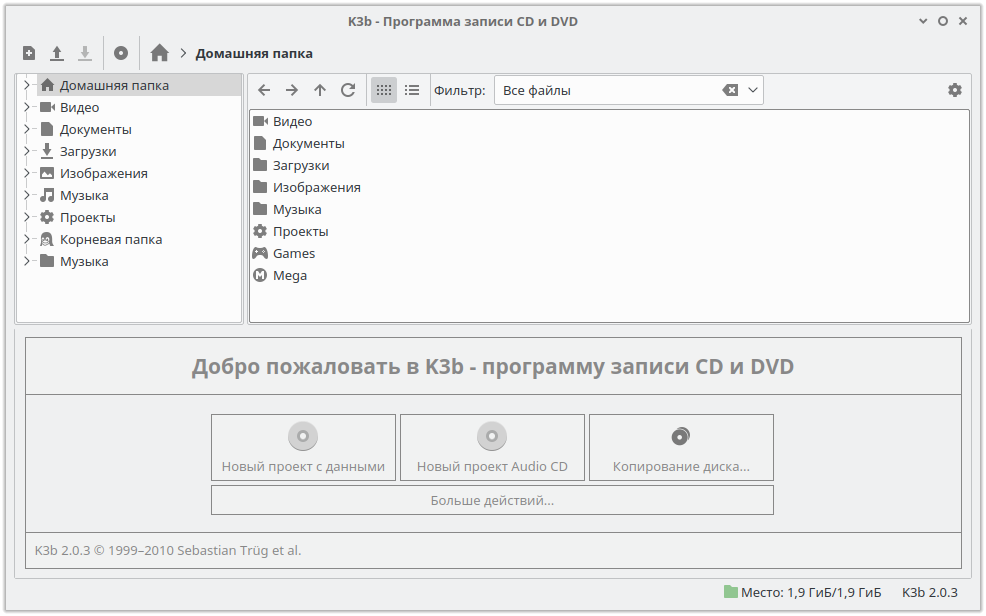 K3b - Программа записи CD и DVD
Домашняя папка
Домашняя папка
Видео
Документы
Загрузки
Изображения
Музыка
Проекты
Корневая папка
Музыка
Фильтр: Все файлы
Видео
Документы
Загрузки
Изображения
Музыка
Проекты
Games
Mega
Добро пожаловать в K3b - программу записи CD и DVD
Новый проект с данными
Новый проект Audio CD
Копирование диска...
Больше действий...
K3b 2.0.3 © 1999–2010 Sebastian Trüg et al.
Место: 1,9 ГиБ/1,9 ГиБ K3b 2.0.3